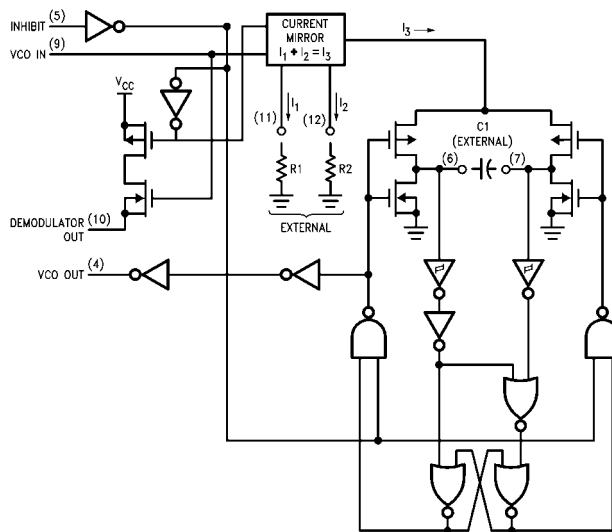 INHIBIT (5)
VCO IN (9)
CURRENT
MIRROR
I1 + I2 = I3
I3
VCC
(11) I1
(12) I2
R1
R2
EXTERNAL
C1
(EXTERNAL)
(6)
(7)
DEMODULATOR (10)
OUT
VCO OUT (4)